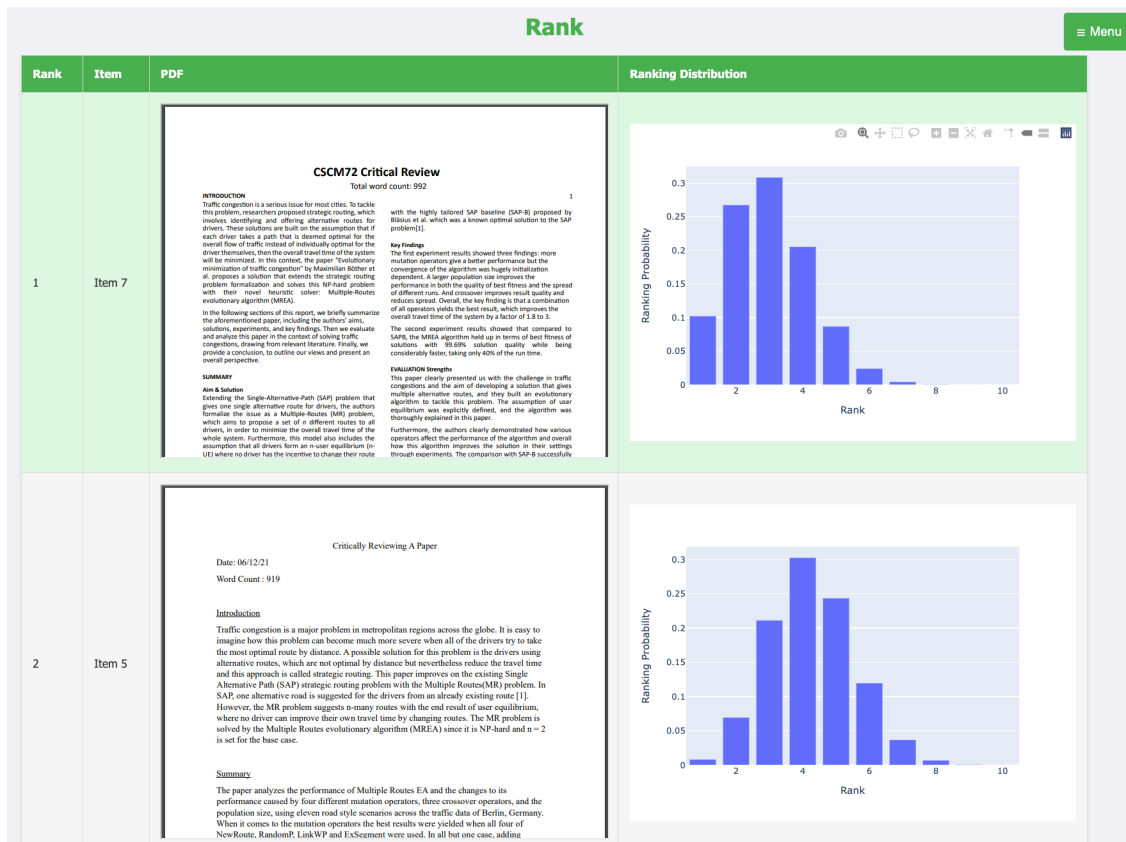 Rank
≡ Menu
Rank Item PDF Ranking Distribution
1 Item 7
CSCM72 Critical Review
Total word count: 992
1
INTRODUCTION
Traffic congestion is a serious issue for most cities. To tackle
this problem, researchers proposed strategic routing, which
involves identifying and offering alternative routes for
drivers. These solutions are built on the assumption that if
each driver takes a path that is deemed optimal for the
overall flow of traffic instead of individually optimal for the
driver themselves, then the overall travel time of the system
will be minimized. In this context, the paper "Evolutionary
minimization of traffic congestion" by Maximilian Böther et
al. proposes a solution that extends the strategic routing
problem formalization and solves this NP-hard problem
with their novel heuristic solver: Multiple-Routes
evolutionary algorithm (MREA).
In the following sections of this report, we briefly summarize
the aforementioned paper, including the authors' aims,
solutions, experiments, and key findings. Then we evaluate
and analyze this paper in the context of solving traffic
congestions, drawing from relevant literature. Finally, we
provide a conclusion, to outline our views and present an
overall perspective.
SUMMARY
Aim & Solution
Extending the Single-Alternative-Path (SAP) problem that
gives one single alternative route for drivers, the authors
formalize the issue as a Multiple-Routes (MR) problem,
which aims to propose a set of n different routes to all
drivers, in order to minimize the overall travel time of the
whole system. Furthermore, this model also includes the
assumption that all drivers form an n-user equilibrium (n-
UE) where no driver has the incentive to change their route
with the highly tailored SAP baseline (SAP-B) proposed by
Bläsius et al. which was a known optimal solution to the SAP
problem[1].
Key Findings
The first experiment results showed three findings: more
mutation operators give a better performance but the
convergence of the algorithm was hugely initialization
dependent. A larger population size improves the
performance in both the quality of best fitness and the spread
of different runs. And crossover improves result quality and
reduces spread. Overall, the key finding is that a combination
of all operators yields the best result, which improves the
overall travel time of the system by a factor of 1.8 to 3.
The second experiment results showed that compared to
SAPB, the MREA algorithm held up in terms of best fitness of
solutions with 99.69% solution quality while being
considerably faster, taking only 40% of the run time.
EVALUATION Strengths
This paper clearly presented us with the challenge in traffic
congestions and the aim of developing a solution that gives
multiple alternative routes, and they built an evolutionary
algorithm to tackle this problem. The assumption of user
equilibrium was explicitly defined, and the algorithm was
thoroughly explained in this paper.
Furthermore, the authors clearly demonstrated how various
operators affect the performance of the algorithm and overall
how this algorithm improves the solution in their settings
through experiments. The comparison with SAP-B successfully
Ranking Probability
0.3
0.25
0.2
0.15
0.1
0.05
0
2 4 6 8 10
Rank
2 Item 5
Critically Reviewing A Paper
Date: 06/12/21
Word Count : 919
Introduction
Traffic congestion is a major problem in metropolitan regions across the globe. It is easy to
imagine how this problem can become much more severe when all of the drivers try to take
the most optimal route by distance. A possible solution for this problem is the drivers using
alternative routes, which are not optimal by distance but nevertheless reduce the travel time
and this approach is called strategic routing. This paper improves on the existing Single
Alternative Path (SAP) strategic routing problem with the Multiple Routes(MR) problem. In
SAP, one alternative road is suggested for the drivers from an already existing route [1].
However, the MR problem suggests n-many routes with the end result of user equilibrium,
where no driver can improve their own travel time by changing routes. The MR problem is
solved by the Multiple Routes evolutionary algorithm (MREA) since it is NP-hard and n = 2
is set for the base case.
Summary
The paper analyzes the performance of Multiple Routes EA and the changes to its
performance caused by four different mutation operators, three crossover operators, and the
population size, using eleven road style scenarios across the traffic data of Berlin, Germany.
When it comes to the mutation operators the best results were yielded when all four of
NewRoute, RandomP, LinkWP and ExSegment were used. In all but one case, adding
Ranking Probability
0.3
0.25
0.2
0.15
0.1
0.05
0
2 4 6 8 10
Rank